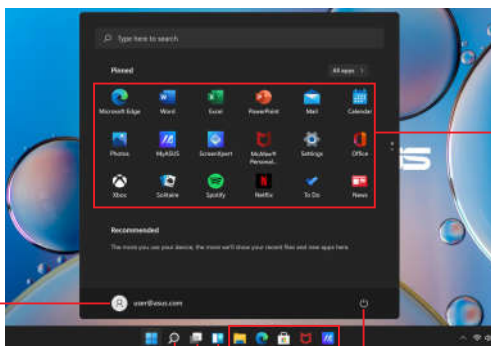 Type here to search
Pinned
All apps >
Microsoft Edge Word Excel PowerPoint Mail Calendar
Photos MyASUS ScreenXpert McAfee® Personal... Settings Office
Xbox Solitaire Spotify Netflix To Do News
Recommended
The more you use your device, the more we'll show your recent files and new apps here.
user@asus.com